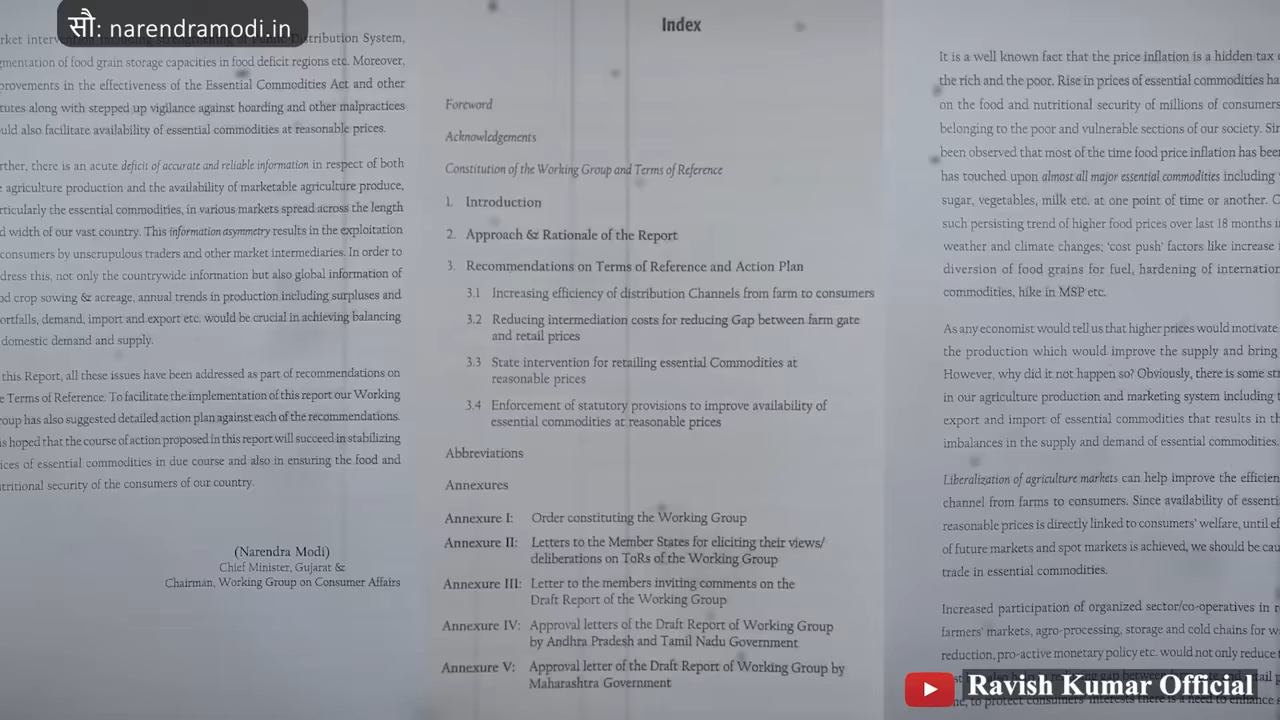 सौ: narendramodi.in
Distribution System,
gmentation of food grain storage capacities in food deficit regions etc. Moreover,
provements in the effectiveness of the Essential Commodities Act and other
tutes along with stepped up vigilance against hoarding and other malpractices
uld also facilitate availability of essential commodities at reasonable prices.
rther, there is an acute deficit of accurate and reliable information in respect of both
e agriculture production and the availability of marketable agriculture produce,
rticularly the essential commodities, in various markets spread across the length
d width of our vast country. This information asymmetry results in the exploitation
consumers by unscrupulous traders and other market intermediaries. In order to
dress this, not only the countrywide information but also global information of
od crop sowing & acreage, annual trends in production including surpluses and
ortfalls, demand, import and export etc. would be crucial in achieving balancing
domestic demand and supply.
this Report, all these issues have been addressed as part of recommendations on
e Terms of Reference. To facilitate the implementation of this report our Working
oup has also suggested detailed action plan against each of the recommendations.
is hoped that the course of action proposed in this report will succeed in stabilizing
ices of essential commodities in due course and also in ensuring the food and
utritional security of the consumers of our country.
(Narendra Modi)
Chief Minister, Gujarat &
Chairman, Working Group on Consumer Affairs
Index
Foreword
Acknowledgements
Constitution of the Working Group and Terms of Reference
1. Introduction
2. Approach & Rationale of the Report
3. Recommendations on Terms of Reference and Action Plan
3.1 Increasing efficiency of distribution Channels from farm to consumers
3.2 Reducing intermediation costs for reducing Gap between farm gate
and retail prices
3.3 State intervention for retailing essential Commodities at
reasonable prices
3.4 Enforcement of statutory provisions to improve availability of
essential commodities at reasonable prices
Abbreviations
Annexures
Annexure I: Order constituting the Working Group
Annexure II: Letters to the Member States for eliciting their views/
deliberations on ToRs of the Working Group
Annexure III: Letter to the members inviting comments on the
Draft Report of the Working Group
Annexure IV: Approval letters of the Draft Report of Working Group
by Andhra Pradesh and Tamil Nadu Government
Annexure V: Approval letter of the Draft Report of Working Group by
Maharashtra Government
It is a well known fact that the price inflation is a hidden tax
the rich and the poor. Rise in prices of essential commodities ha
on the food and nutritional security of millions of consumers
belonging to the poor and vulnerable sections of our society. Sin
been observed that most of the time food price inflation has been
has touched upon almost all major essential commodities including
sugar, vegetables, milk etc. at one point of time or another.
such persisting trend of higher food prices over last 18 months
weather and climate changes; 'cost push' factors like increase
diversion of food grains for fuel, hardening of internation
commodities, hike in MSP etc.
As any economist would tell us that higher prices would motivate
the production which would improve the supply and bring
However, why did it not happen so? Obviously, there is some st
in our agriculture production and marketing system including
export and import of essential commodities that results in th
imbalances in the supply and demand of essential commodities.
Liberalization of agriculture markets can help improve the efficien
channel from farms to consumers. Since availability of essenti
reasonable prices is directly linked to consumers' welfare, until ef
of future markets and spot markets is achieved, we should be cau
trade in essential commodities.
Increased participation of organized sector/co-operatives in r
farmers' markets, agro-processing, storage and cold chains for w
reduction, pro-active monetary policy etc. would not only reduce
to protect consumers' interests there is a need to enhance
Ravish Kumar Official